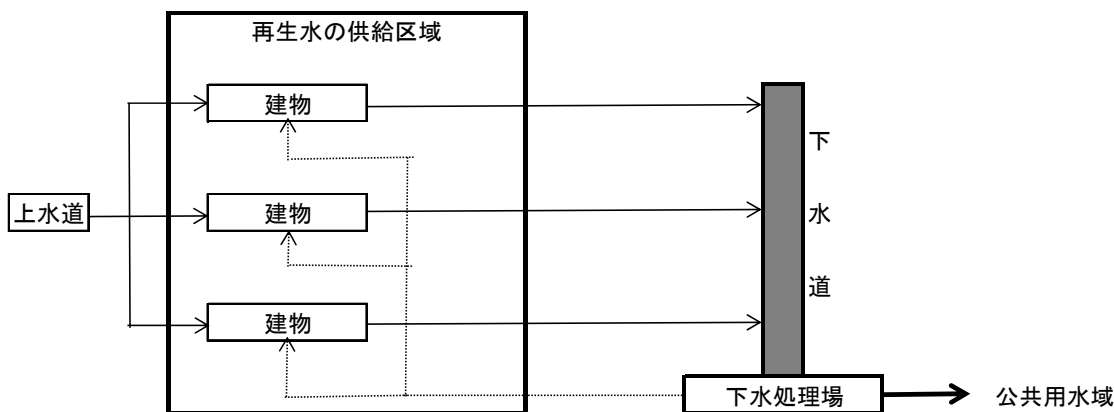 再生水の供給区域
建物
上水道
建物
建物
下水道
下水処理場
公共用水域